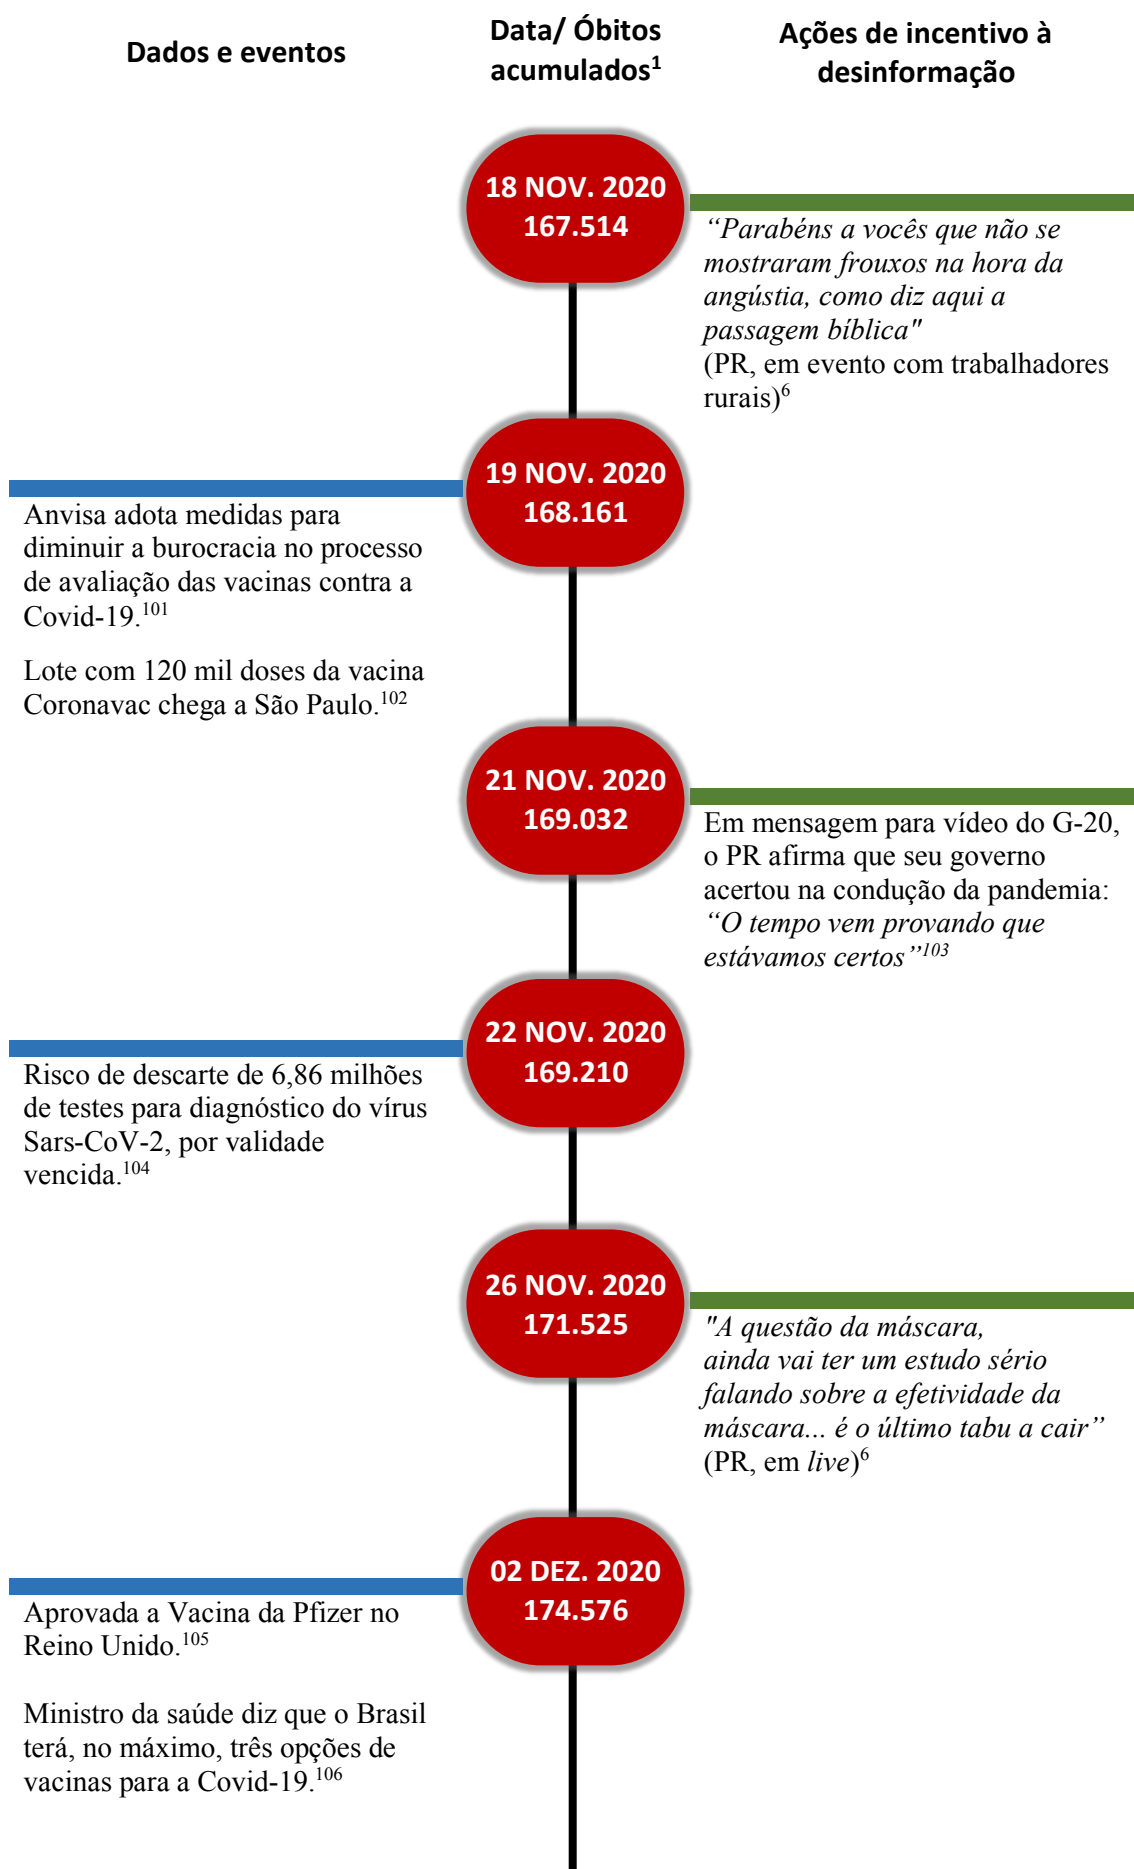 Dados e eventos
Data/ Óbitos
acumulados1
Ações de incentivo à
desinformação
18 NOV. 2020
167.514
“Parabéns a vocês que não se
mostraram frouxos na hora da
angústia, como diz aqui a
passagem bíblica"
(PR, em evento com trabalhadores
rurais)6
19 NOV. 2020
168.161
Anvisa adota medidas para
diminuir a burocracia no processo
de avaliação das vacinas contra a
Covid-19.101
Lote com 120 mil doses da vacina
Coronavac chega a São Paulo.102
21 NOV. 2020
169.032
Em mensagem para vídeo do G-20,
o PR afirma que seu governo
acertou na condução da pandemia:
“O tempo vem provando que
estávamos certos”103
22 NOV. 2020
169.210
Risco de descarte de 6,86 milhões
de testes para diagnóstico do vírus
Sars-CoV-2, por validade
vencida.104
26 NOV. 2020
171.525
"A questão da máscara,
ainda vai ter um estudo sério
falando sobre a efetividade da
máscara... é o último tabu a cair”
(PR, em live)6
02 DEZ. 2020
174.576
Aprovada a Vacina da Pfizer no
Reino Unido.105
Ministro da saúde diz que o Brasil
terá, no máximo, três opções de
vacinas para a Covid-19.106